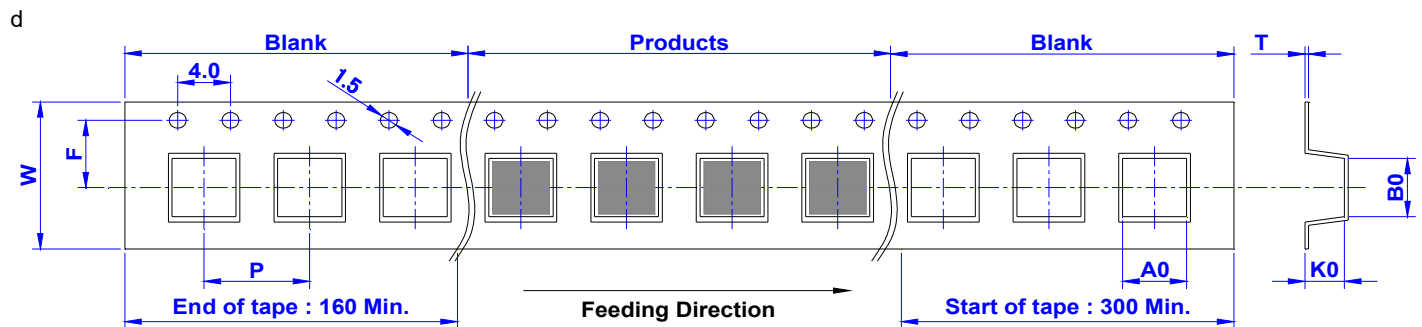 d
Blank
Products
Blank
T
4.0
1.5
F
W
B0
P
A0
K0
End of tape : 160 Min.
Feeding Direction
Start of tape : 300 Min.